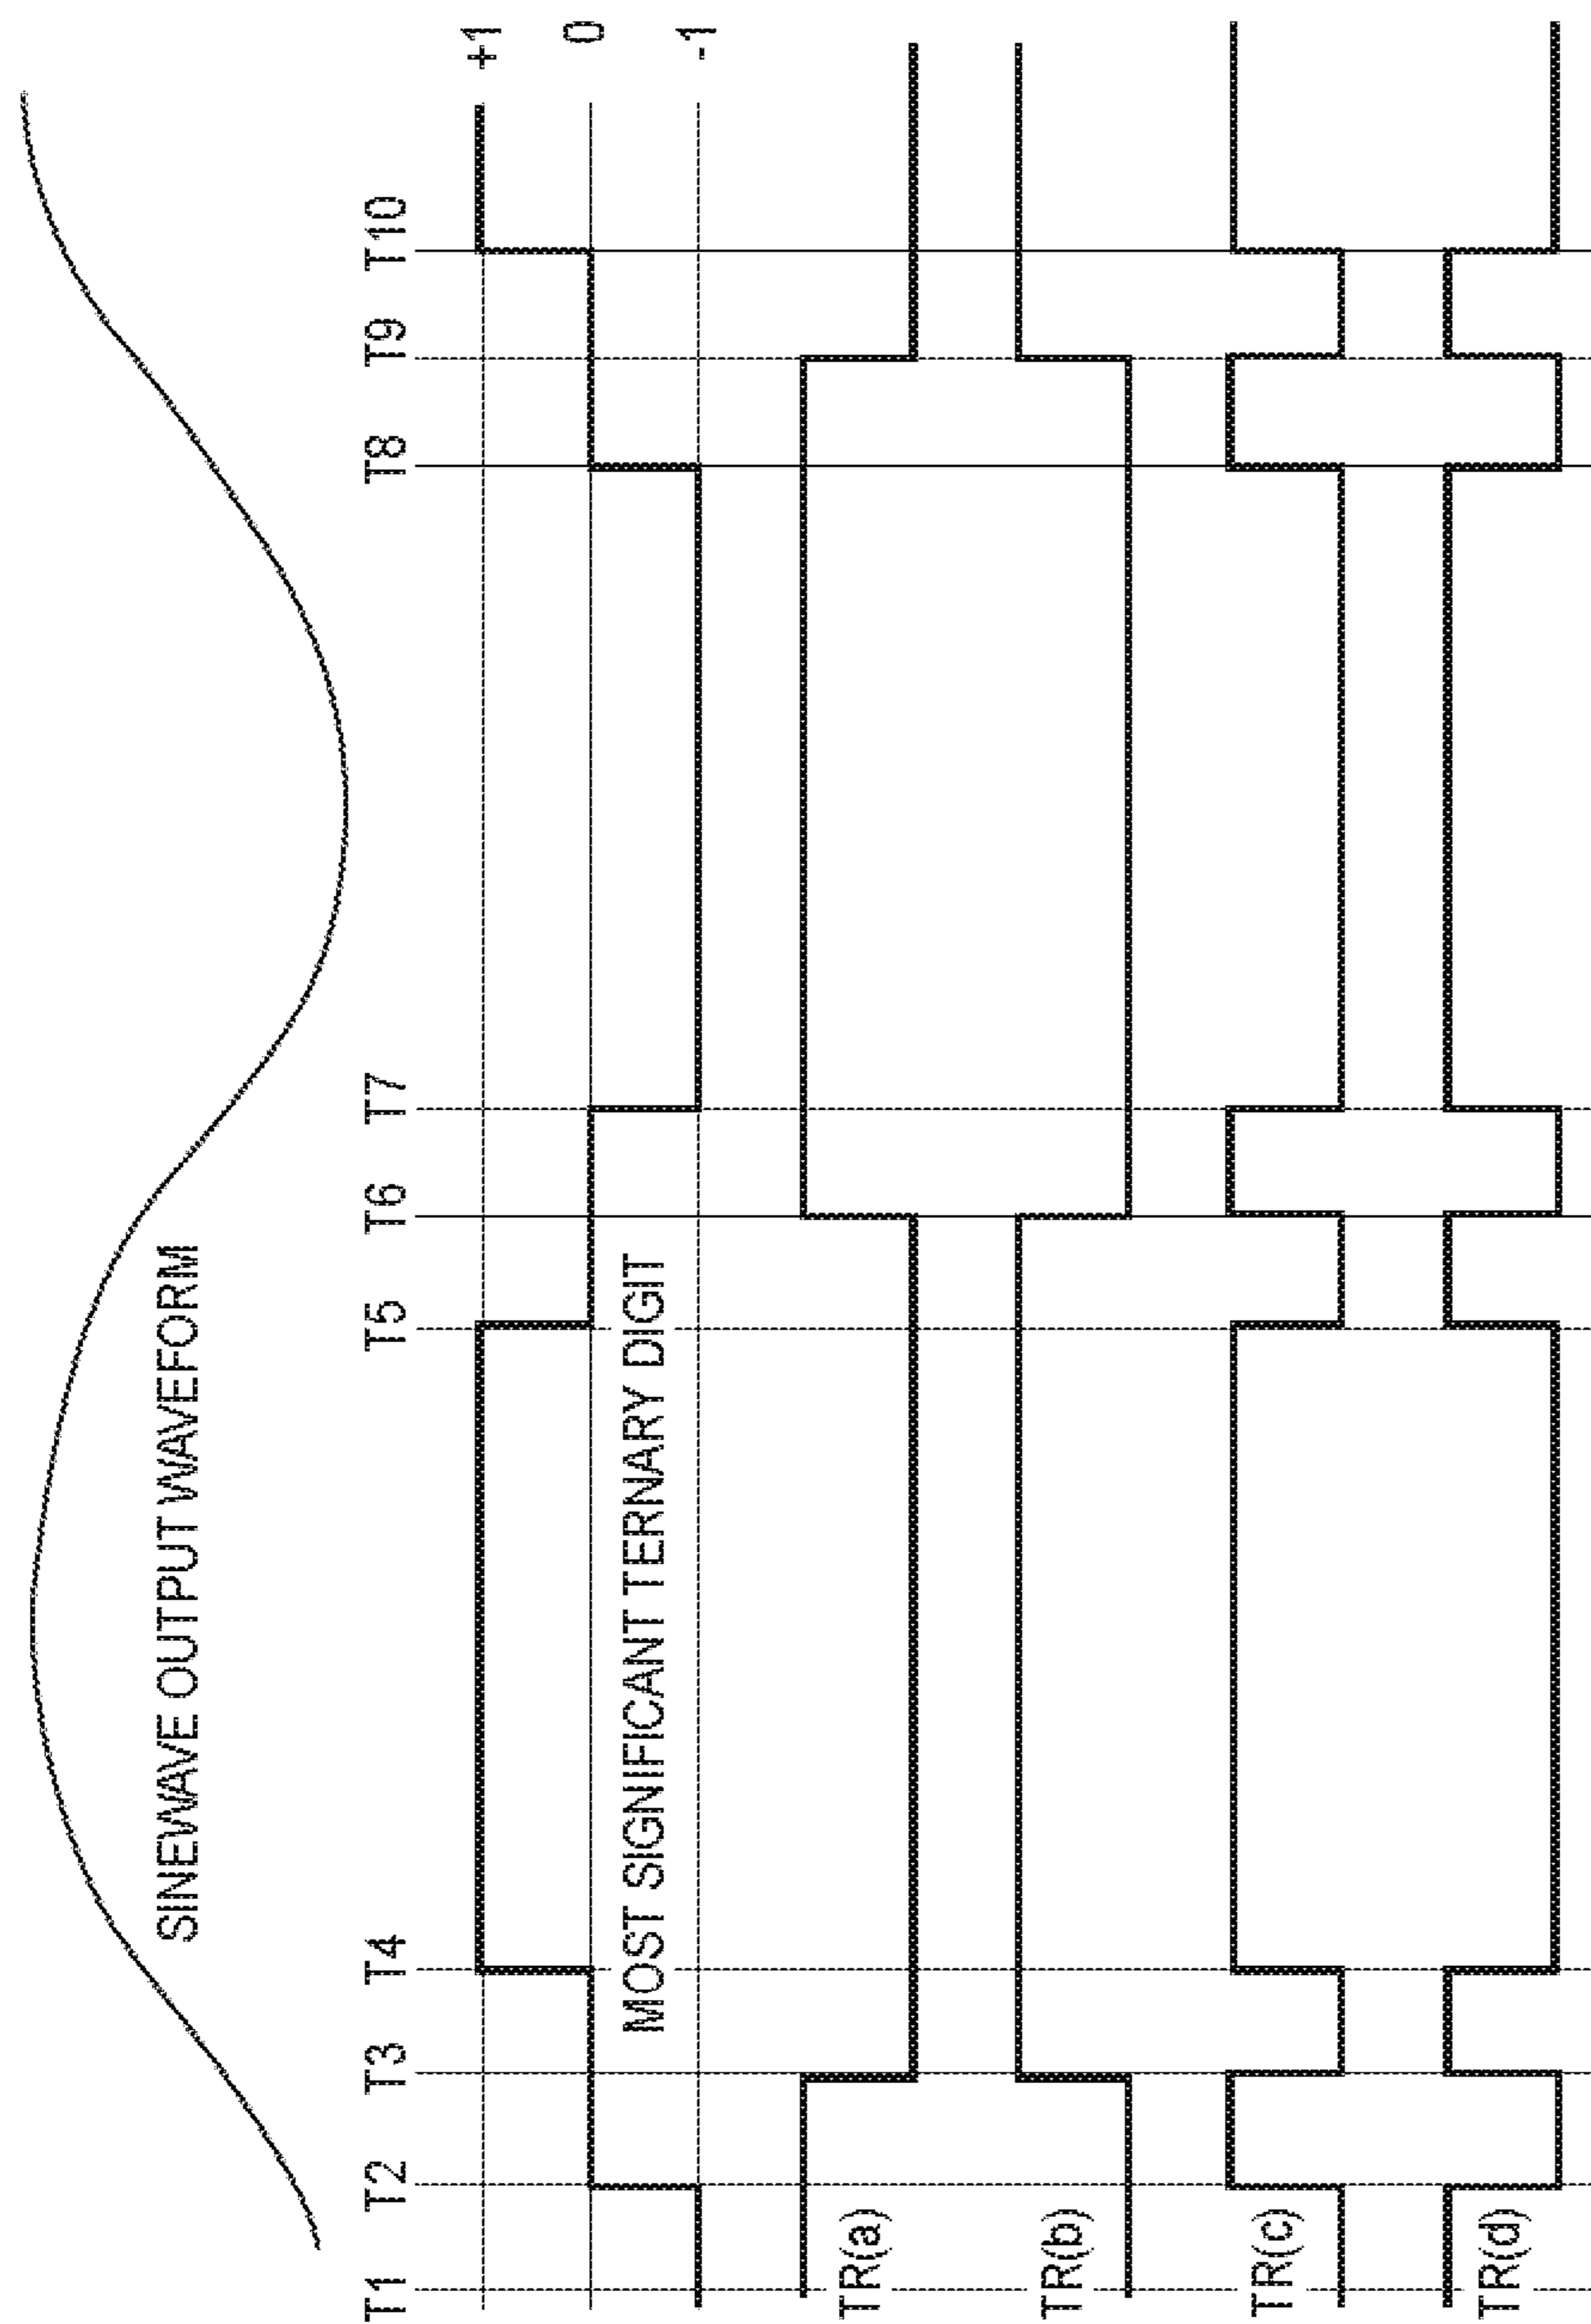 SINEWAVE OUTPUT WAVEFORM
T1 T2 T3 T4 T5 T6 T7 T8 T9 T10
+1
0
-1
MOST SIGNIFICANT TERNARY DIGIT
TR(a)
TR(b)
TR(c)
TR(d)